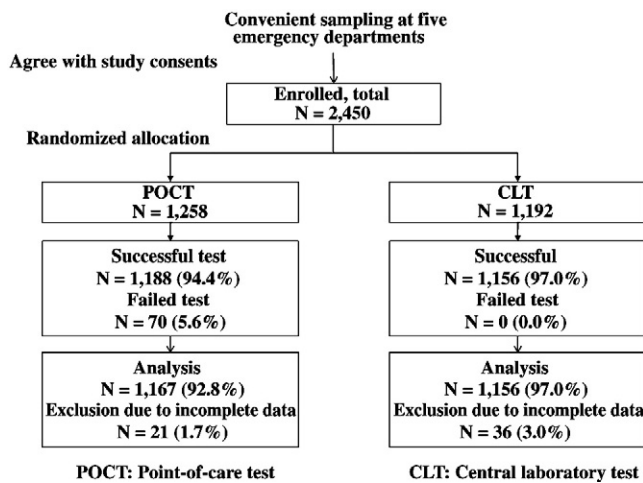 Convenient sampling at five
emergency departments
Agree with study consents
Enrolled, total
N = 2,450
Randomized allocation
POCT
N = 1,258
CLT
N = 1,192
Successful test
N = 1,188 (94.4%)
Failed test
N = 70 (5.6%)
Successful
N = 1,156 (97.0%)
Failed test
N = 0 (0.0%)
Analysis
N = 1,167 (92.8%)
Exclusion due to incomplete data
N = 21 (1.7%)
Analysis
N = 1,156 (97.0%)
Exclusion due to incomplete data
N = 36 (3.0%)
POCT: Point-of-care test
CLT: Central laboratory test